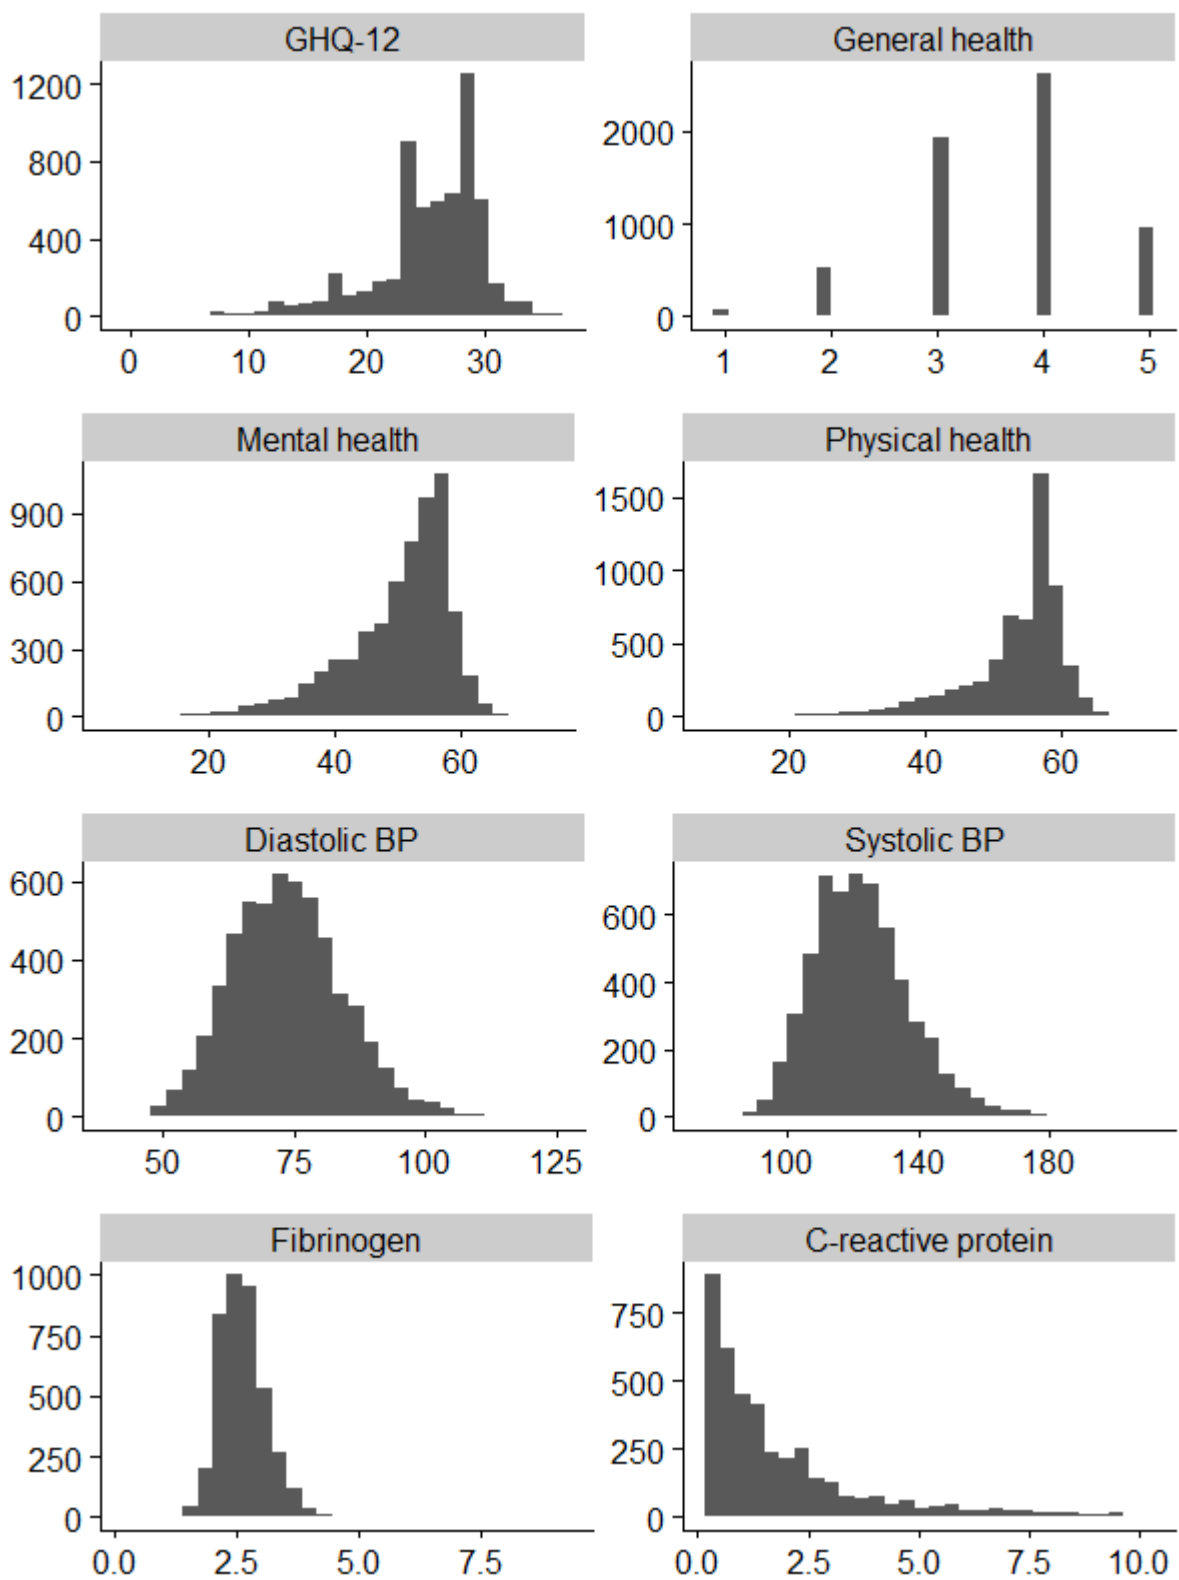 GHQ-12
1200
800
400
0
0 10 20 30
General health
2000
1000
0
1 2 3 4 5
Mental health
900
600
300
0
20 40 60
Physical health
1500
1000
500
0
20 40 60
Diastolic BP
600
400
200
0
50 75 100 125
Systolic BP
600
400
200
0
100 140 180
Fibrinogen
1000
750
500
250
0
0.0 2.5 5.0 7.5
C-reactive protein
750
500
250
0
0.0 2.5 5.0 7.5 10.0